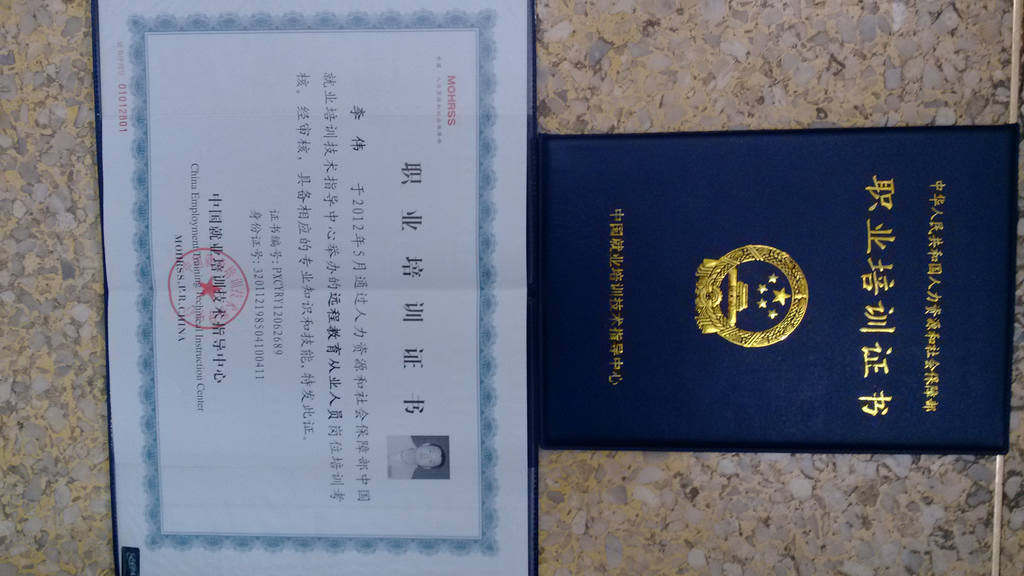 MOHRSS
职业培训证书
李伟 于2012年5月通过人力资源和社会保障部中国
就业培训技术指导中心举办的远程教育从业人员岗位培训考
核。经审核，具备相应的专业知识和技能，特发此证。
证书编号：PXCYRY12062689
身份证号：320112198504100411
中国就业培训技术指导中心
China Employment Training Technical Instruction Center
MOHRSS,P.R.CHINA
01012801
中华人民共和国人力资源和社会保障部
职业培训证书
中国就业培训技术指导中心